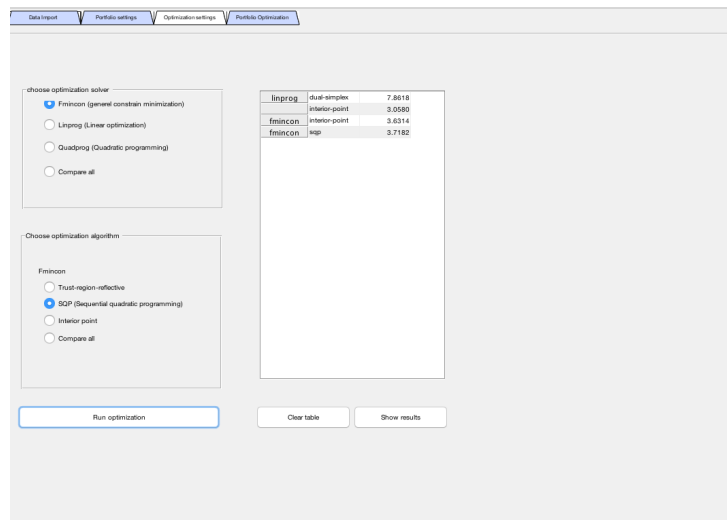 Data Import
Portfolio settings
Optimization settings
Portfolio Optimization
choose optimization solver
Fmincon (generel constrain minimization)
Linprog (Linear optimization)
Quadprog (Quadratic programming)
Compare all
linprog dual-simplex 7.8618
interior-point 3.0580
fmincon interior-point 3.6314
fmincon sqp 3.7182
Choose optimization algorithm
Fmincon
Trust-region-reflective
SQP (Sequential quadratic programming)
Interior point
Compare all
Run optimization
Clear table
Show results